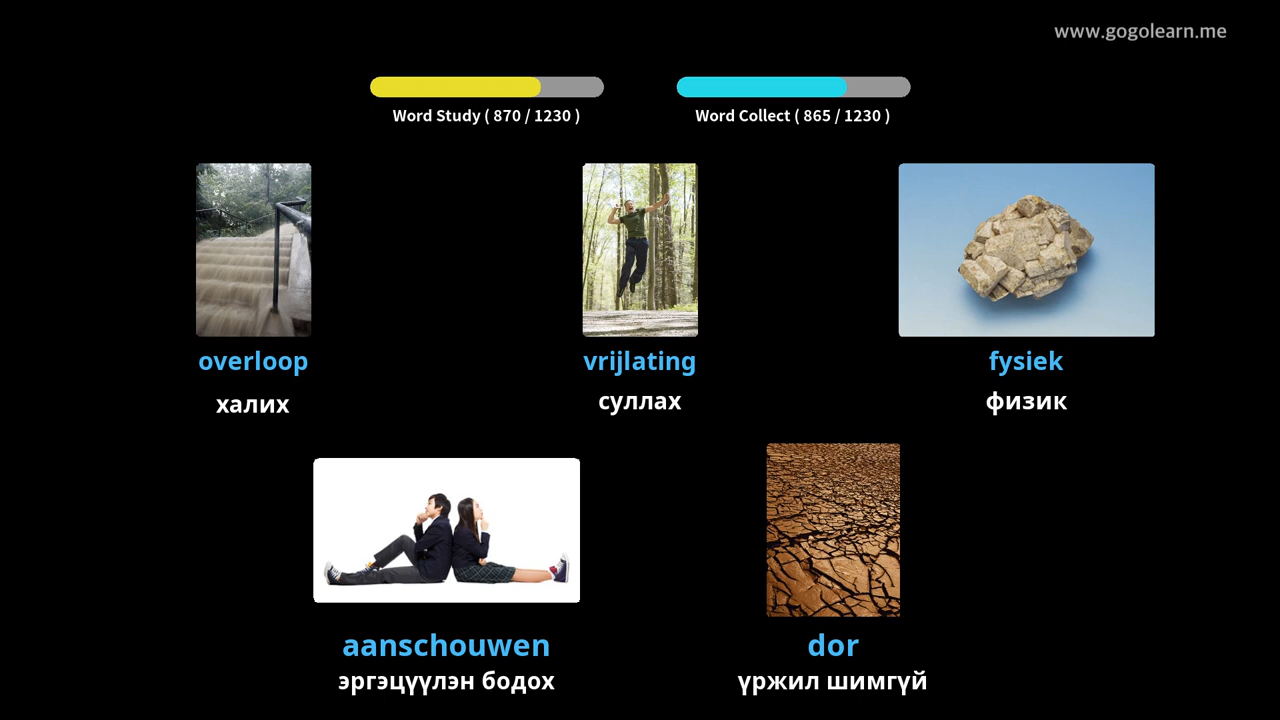 www.gogolearn.me
Word Study ( 870 / 1230 )
Word Collect ( 865 / 1230 )
overloop
халих
vrijlating
суллах
fysiek
физик
aanschouwen
эргэцүүлэн бодох
dor
үржил шимгүй